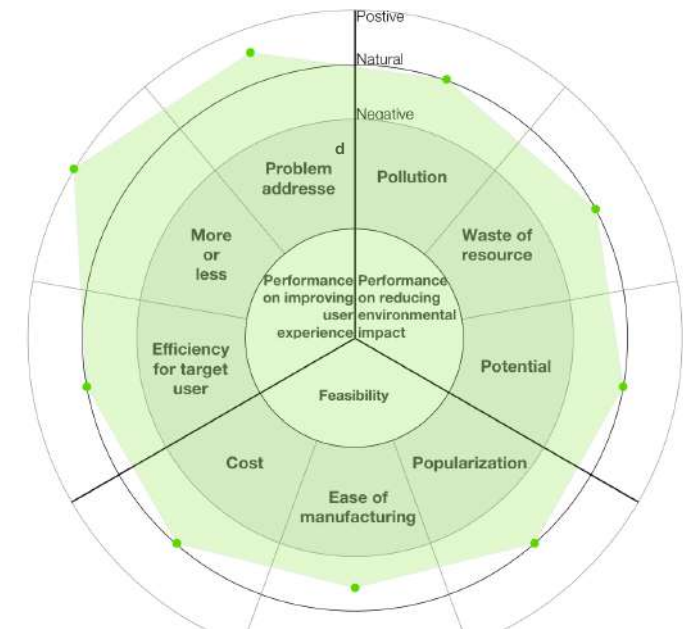 Postive
Natural
Negative
d
Problem
addresse
Pollution
More
or
less
Waste of
resource
Performance
on improving
user
experience
Performance
on reducing
environmental
impact
Efficiency
for target
user
Potential
Feasibility
Cost
Popularization
Ease of
manufacturing